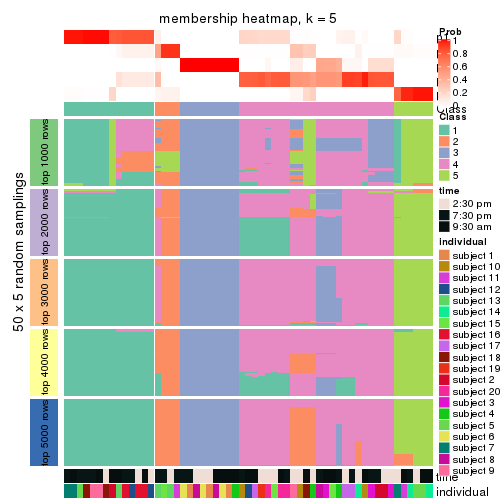 membership heatmap, k = 5
Prob
1
0.8
0.6
0.4
0.2
0
Class
Class
1
2
3
4
5
time
2:30 pm
7:30 pm
9:30 am
individual
subject 1
subject 10
subject 11
subject 12
subject 13
subject 14
subject 15
subject 16
subject 17
subject 18
subject 19
subject 2
subject 20
subject 3
subject 4
subject 5
subject 6
subject 7
subject 8
subject 9
50 x 5 random samplings
top 1000 rows
top 2000 rows
top 3000 rows
top 4000 rows
top 5000 rows
time
individual